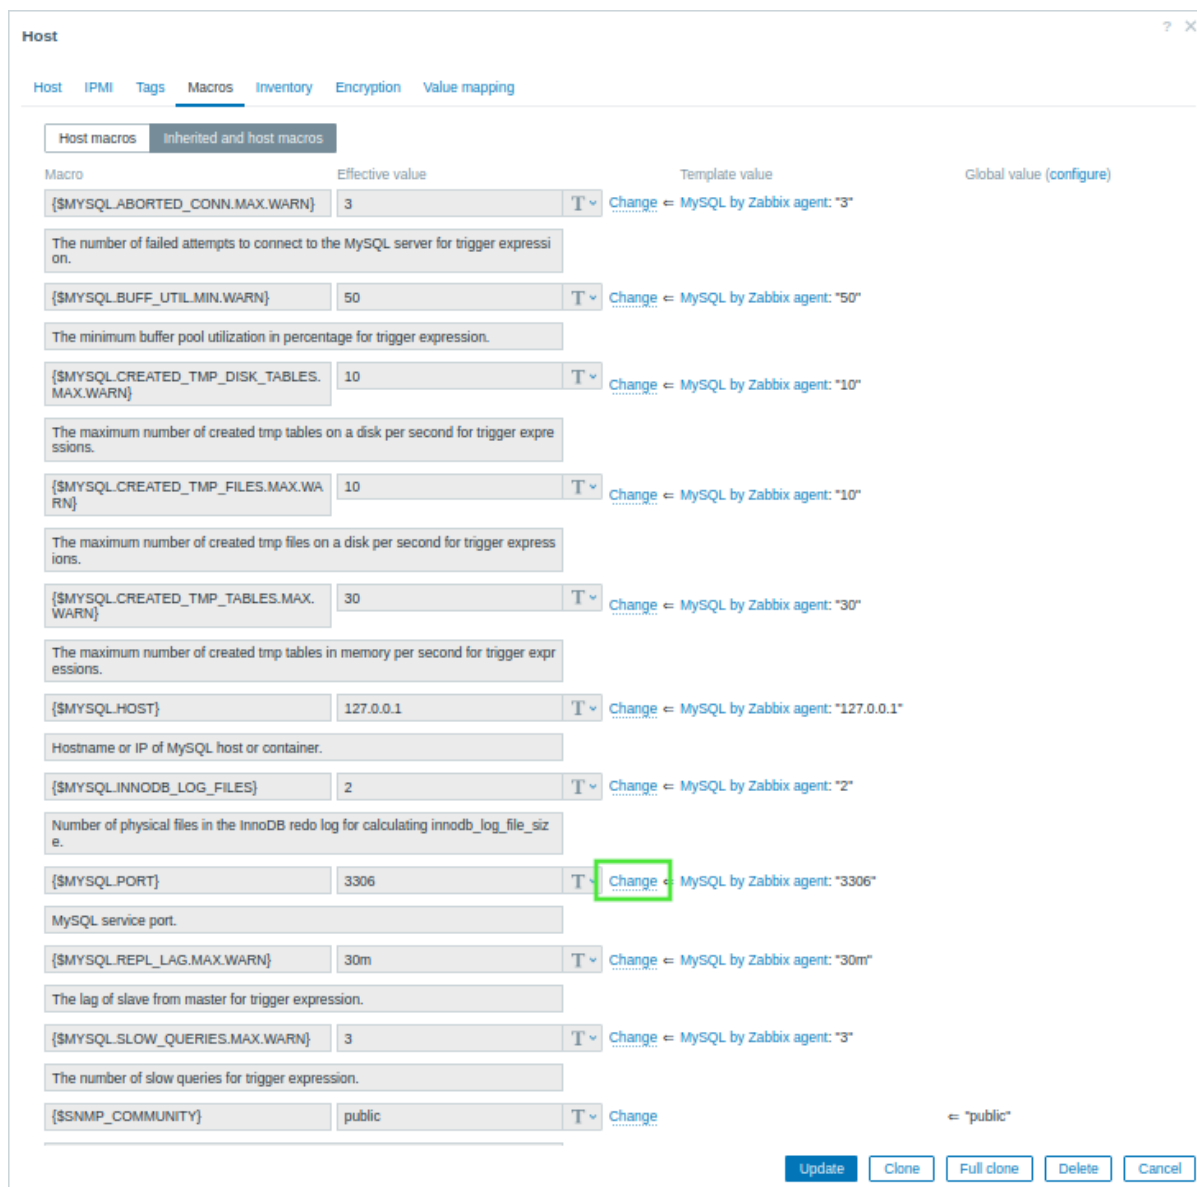 Host
? ×
Host IPMI Tags Macros Inventory Encryption Value mapping
Host macros Inherited and host macros
Macro Effective value Template value Global value (configure)
{$MYSQL.ABORTED_CONN.MAX.WARN} 3 T Change ⇐ MySQL by Zabbix agent: "3"
The number of failed attempts to connect to the MySQL server for trigger expressi
on.
{$MYSQL.BUFF_UTIL.MIN.WARN} 50 T Change ⇐ MySQL by Zabbix agent: "50"
The minimum buffer pool utilization in percentage for trigger expression.
{$MYSQL.CREATED_TMP_DISK_TABLES. 10 T Change ⇐ MySQL by Zabbix agent: "10"
MAX.WARN}
The maximum number of created tmp tables on a disk per second for trigger expre
ssions.
{$MYSQL.CREATED_TMP_FILES.MAX.WA 10 T Change ⇐ MySQL by Zabbix agent: "10"
RN}
The maximum number of created tmp files on a disk per second for trigger express
ions.
{$MYSQL.CREATED_TMP_TABLES.MAX. 30 T Change ⇐ MySQL by Zabbix agent: "30"
WARN}
The maximum number of created tmp tables in memory per second for trigger expr
essions.
{$MYSQL.HOST} 127.0.0.1 T Change ⇐ MySQL by Zabbix agent: "127.0.0.1"
Hostname or IP of MySQL host or container.
{$MYSQL.INNODB_LOG_FILES} 2 T Change ⇐ MySQL by Zabbix agent: "2"
Number of physical files in the InnoDB redo log for calculating innodb_log_file_siz
e.
{$MYSQL.PORT} 3306 T Change ⇐ MySQL by Zabbix agent: "3306"
MySQL service port.
{$MYSQL.REPL_LAG.MAX.WARN} 30m T Change ⇐ MySQL by Zabbix agent: "30m"
The lag of slave from master for trigger expression.
{$MYSQL.SLOW_QUERIES.MAX.WARN} 3 T Change ⇐ MySQL by Zabbix agent: "3"
The number of slow queries for trigger expression.
{$SNMP_COMMUNITY} public T Change ⇐ "public"
Update Clone Full clone Delete Cancel